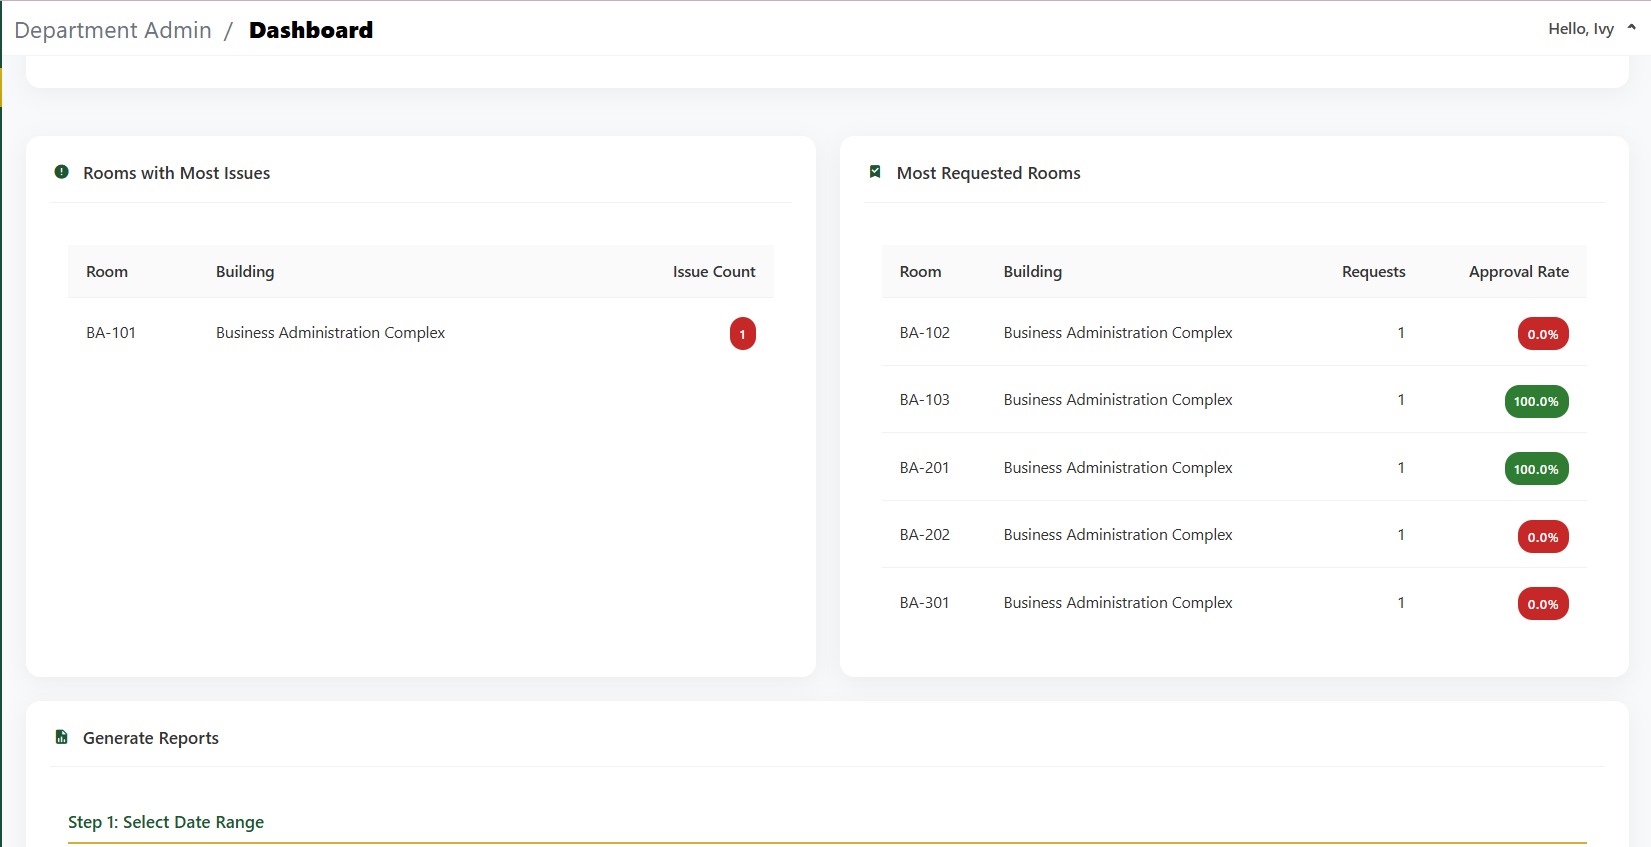 Department Admin / Dashboard
Hello, Ivy
Rooms with Most Issues
Room Building Issue Count
BA-101 Business Administration Complex 1
Most Requested Rooms
Room Building Requests Approval Rate
BA-102 Business Administration Complex 1 0.0%
BA-103 Business Administration Complex 1 100.0%
BA-201 Business Administration Complex 1 100.0%
BA-202 Business Administration Complex 1 0.0%
BA-301 Business Administration Complex 1 0.0%
Generate Reports
Step 1: Select Date Range